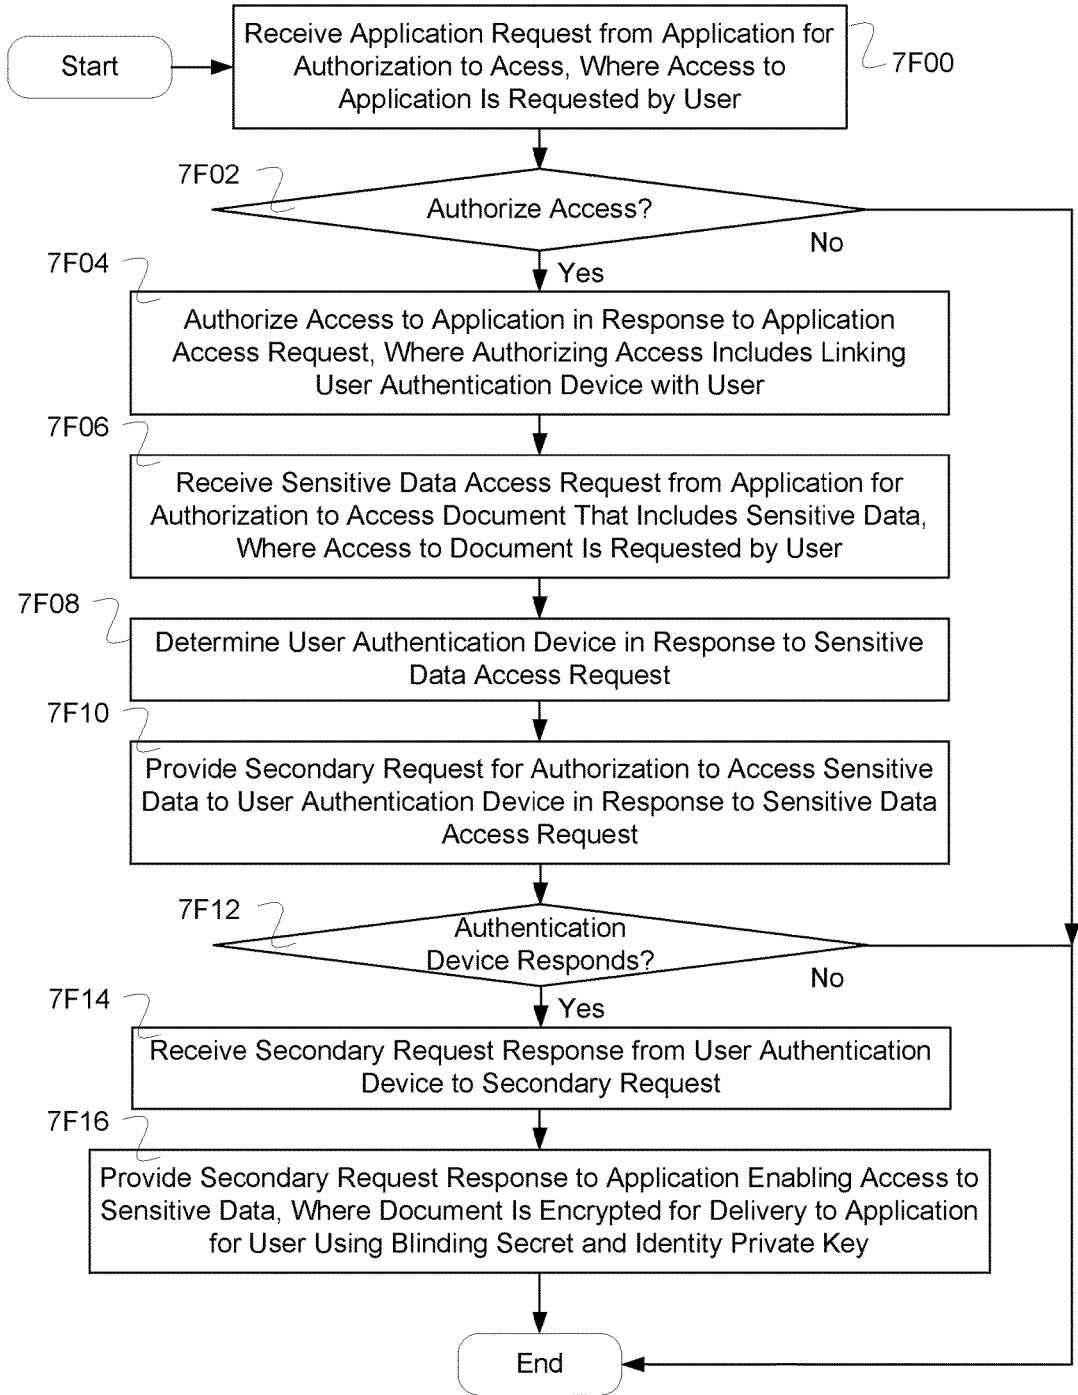 Start
Receive Application Request from Application for
Authorization to Acess, Where Access to
Application Is Requested by User
7F00
7F02
Authorize Access?
No
Yes
7F04
Authorize Access to Application in Response to Application
Access Request, Where Authorizing Access Includes Linking
User Authentication Device with User
7F06
Receive Sensitive Data Access Request from Application for
Authorization to Access Document That Includes Sensitive Data,
Where Access to Document Is Requested by User
7F08
Determine User Authentication Device in Response to Sensitive
Data Access Request
7F10
Provide Secondary Request for Authorization to Access Sensitive
Data to User Authentication Device in Response to Sensitive Data
Access Request
7F12
Authentication
Device Responds?
No
Yes
7F14
Receive Secondary Request Response from User Authentication
Device to Secondary Request
7F16
Provide Secondary Request Response to Application Enabling Access to
Sensitive Data, Where Document Is Encrypted for Delivery to Application
for User Using Blinding Secret and Identity Private Key
End